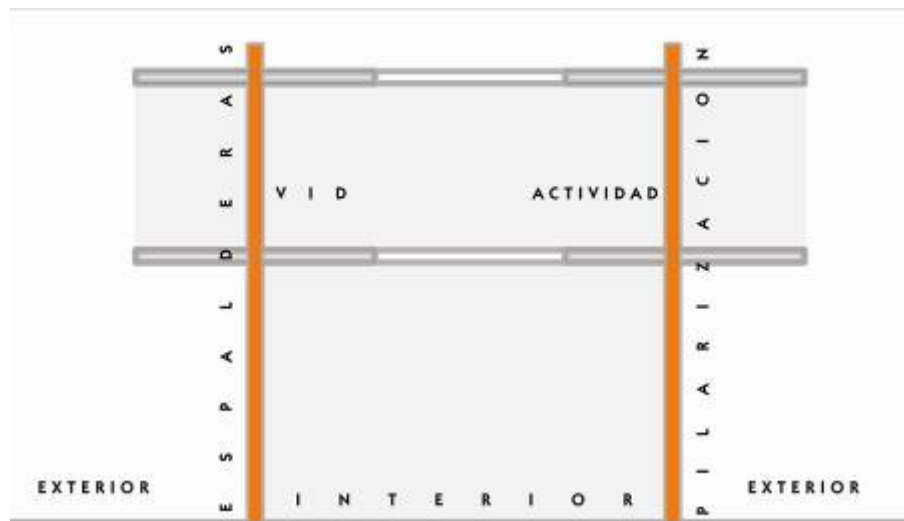 ESPALDERAS
VID
ACTIVIDAD
PILARIZACION
EXTERIOR
INTERIOR
EXTERIOR